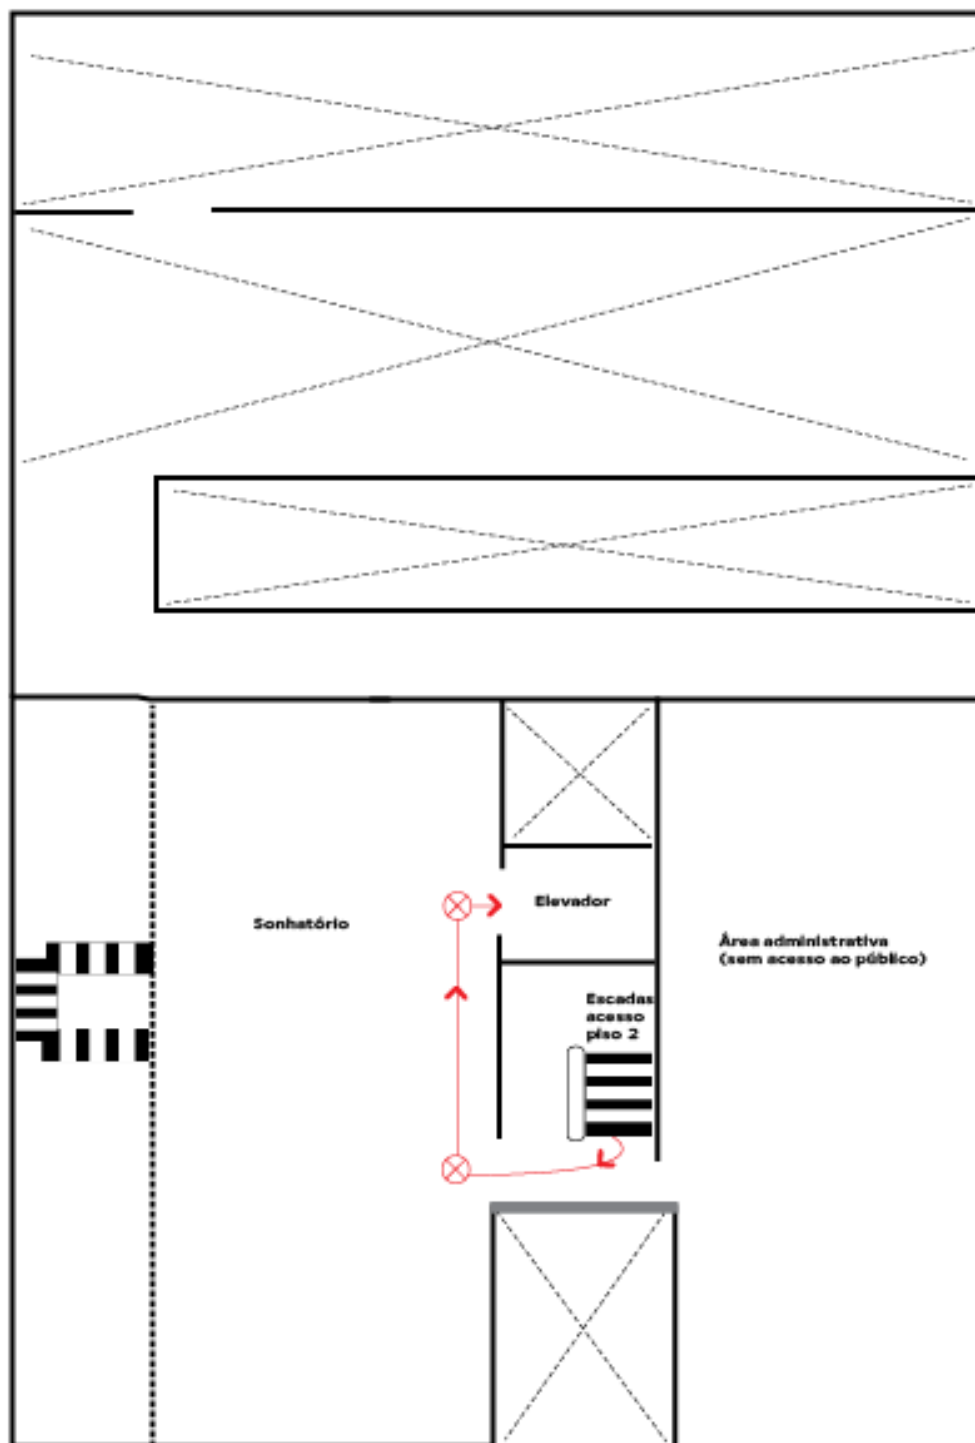 Elevador
Sonhatório
Área administrativa
(sem acesso ao público)
Escadas
acesso
piso 2